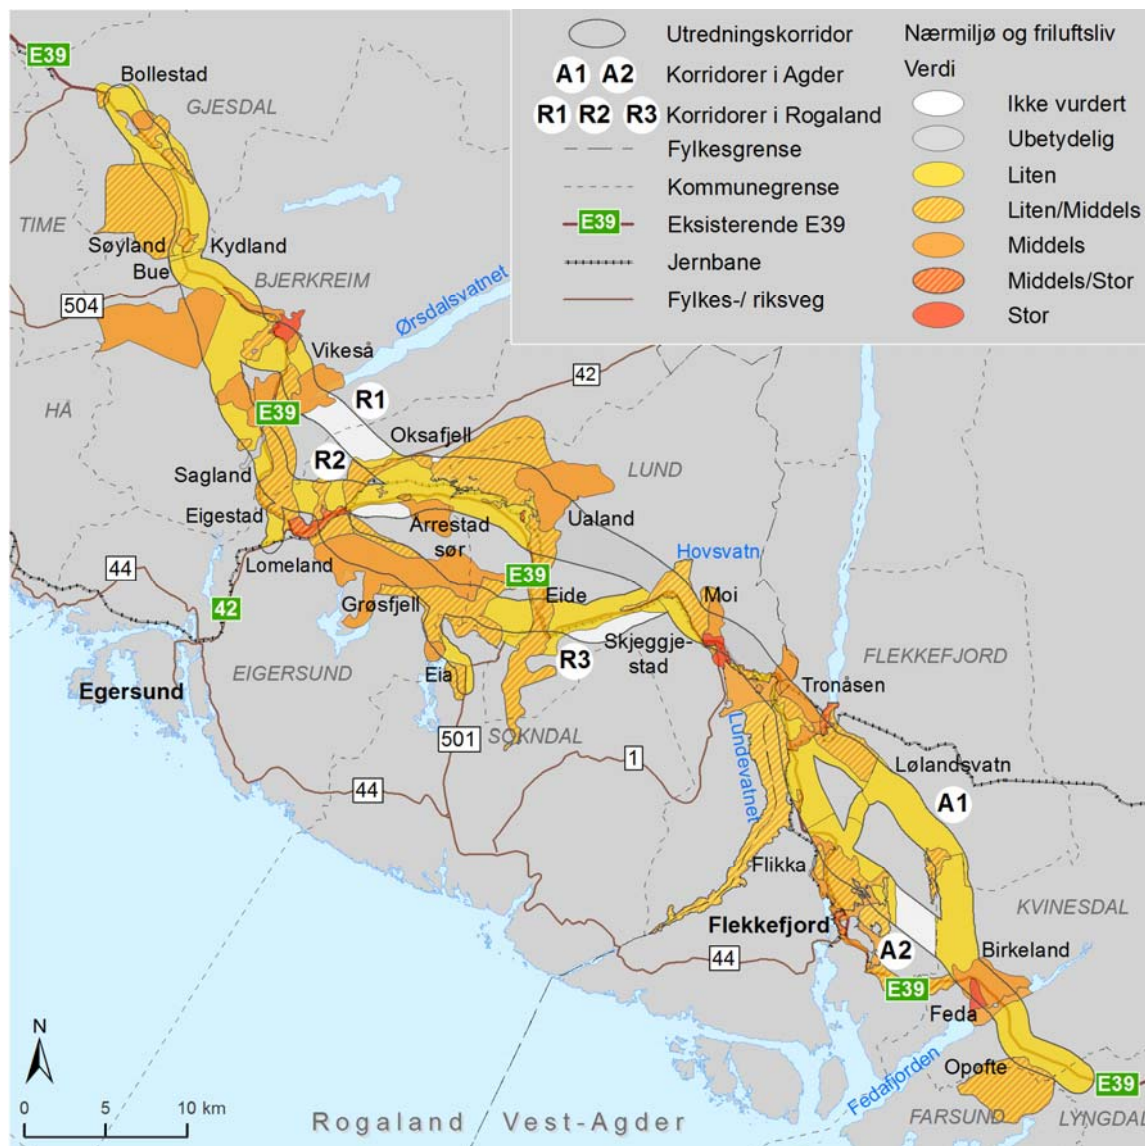 E39
Bollestad
GJESDAL
TIME
Søyland
Kydland
Bue
BJERKREIM
504
Ørsdalsvatnet
Vikeså
HÅ
E39
R1
42
Oksafjell
R2
LUND
Sagland
Eigestad
Årrestad
sør
Ualand
Lomeland
44
Hovsvatn
E39
42
Grøsfjell
Eide
Moi
Skjeggje-
stad
R3
FLEKKEFJORD
EIGERSUND
Eia
Tronåsen
Egersund
501
SOKNDAL
1
Lundevatnet
Lølandsvatn
44
A1
Flikka
KVINESDAL
Flekkefjord
44
A2
Birkeland
E39
Feda
Fedafjorden
Opofte
E39
FARSUND
LYNGDAL
N
0 5 10 km
Rogaland Vest-Agder
Utredningskorridor
A1 A2 Korridorer i Agder
R1 R2 R3 Korridorer i Rogaland
Fylkesgrense
Kommunegrense
E39 Eksisterende E39
Jernbane
Fylkes-/ riksveg
Nærmiljø og friluftsliv
Verdi
Ikke vurdert
Ubetydelig
Liten
Liten/Middels
Middels
Middels/Stor
Stor